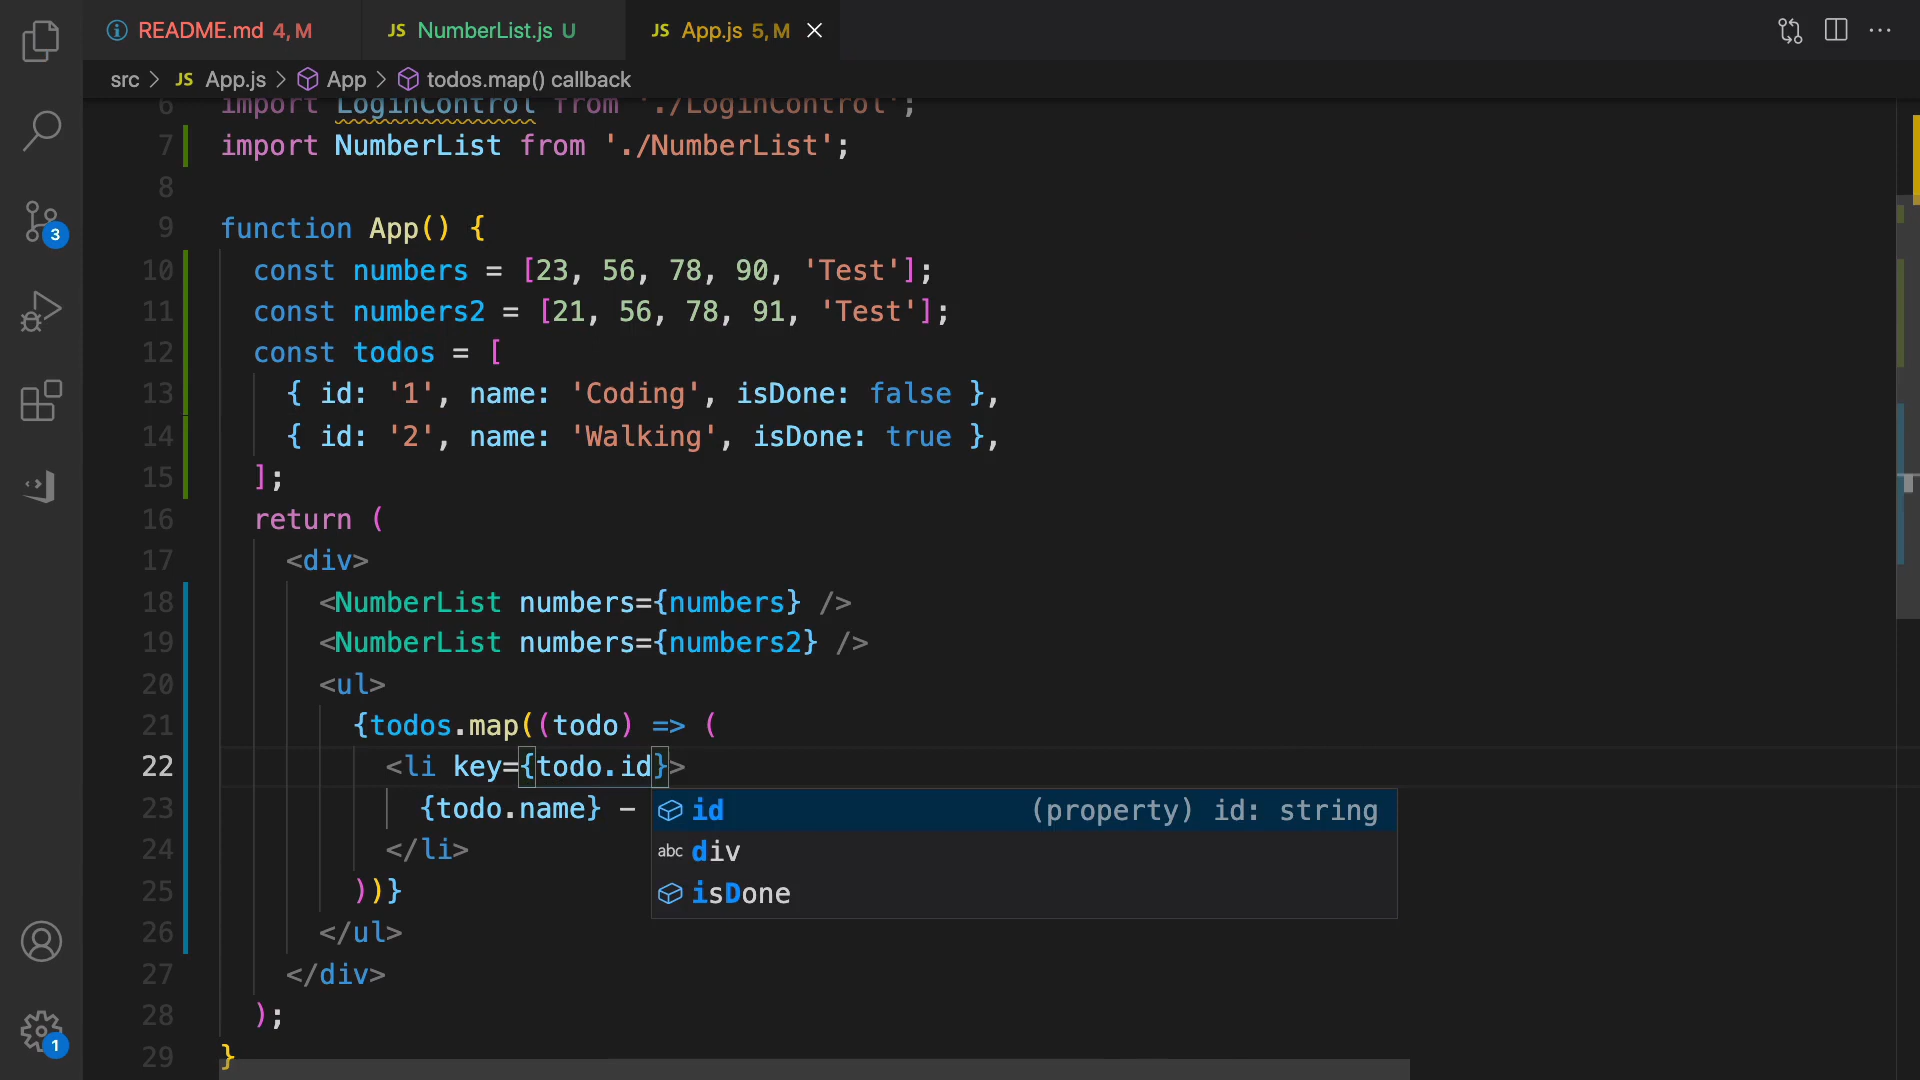 README.md 4, M
JS NumberList.js U
JS App.js 5, M
src > JS App.js > App > todos.map() callback
6 import LoginControl from './LoginControl';
7 import NumberList from './NumberList';
8
9 function App() {
10 const numbers = [23, 56, 78, 90, 'Test'];
11 const numbers2 = [21, 56, 78, 91, 'Test'];
12 const todos = [
13 { id: '1', name: 'Coding', isDone: false },
14 { id: '2', name: 'Walking', isDone: true },
15 ];
16 return (
17 <div>
18 <NumberList numbers={numbers} />
19 <NumberList numbers={numbers2} />
20 <ul>
21 {todos.map((todo) => (
22 <li key={todo.id}>
23 {todo.name} -
id (property) id: string
24 </li>
abc div
25 ))}
isDone
26 </ul>
27 </div>
28 );
29 }
3
1